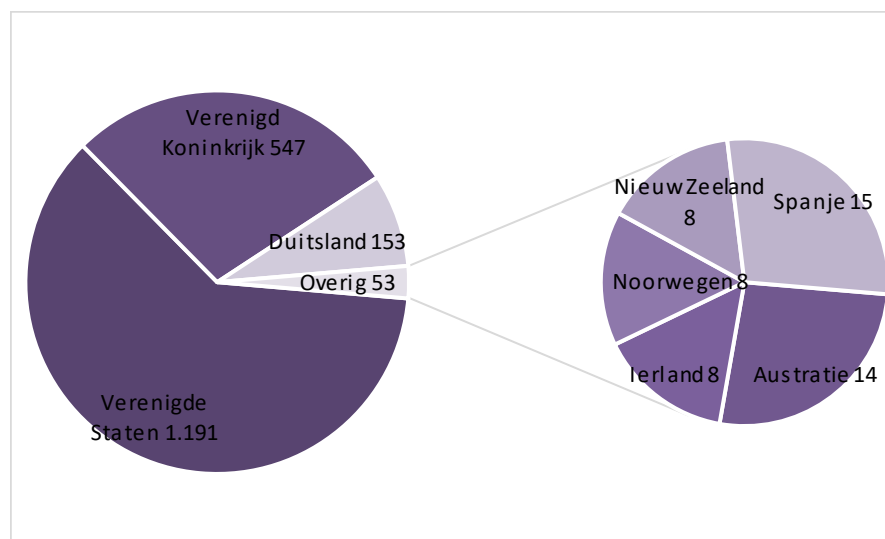 Verenigd
Koninkrijk 547
Duitsland 153
Overig 53
Verenigde
Staten 1.191
Nieuw Zeeland
8
Spanje 15
Noorwegen 8
Ierland 8
Austratie 14